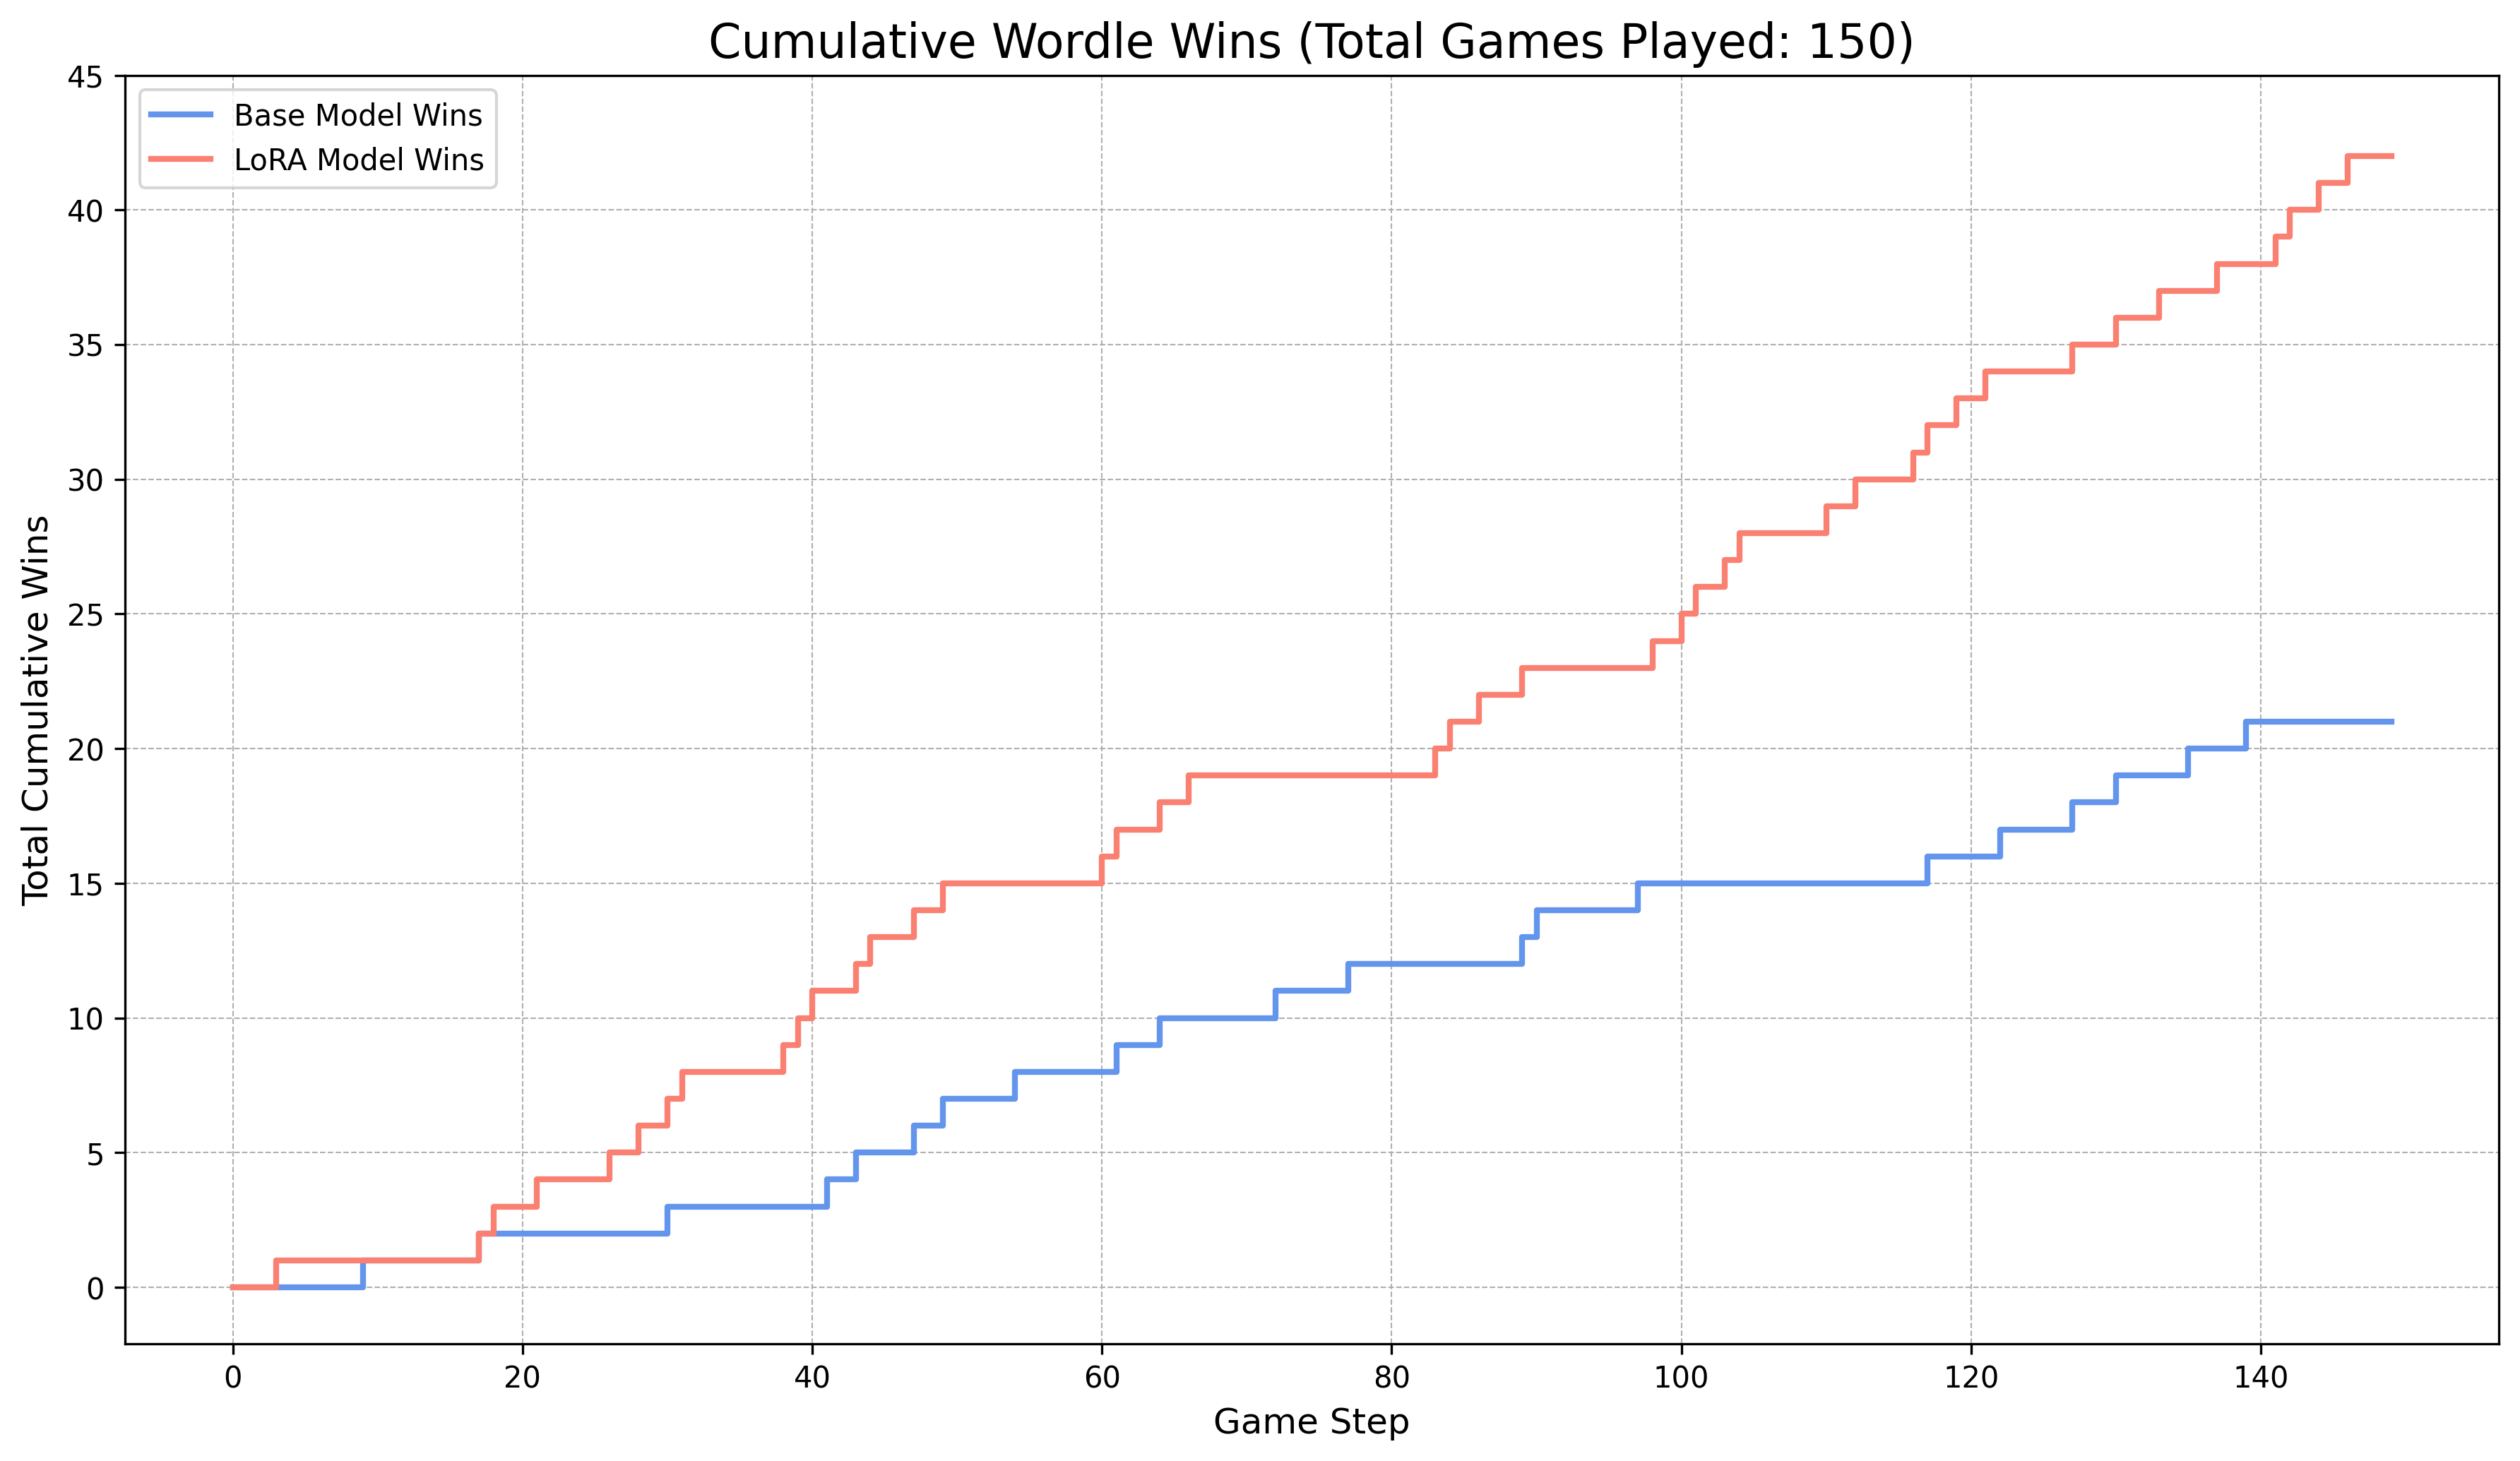 Cumulative Wordle Wins (Total Games Played: 150)
Base Model Wins
LoRA Model Wins
Total Cumulative Wins
45
40
35
30
25
20
15
10
5
0
0 20 40 60 80 100 120 140
Game Step